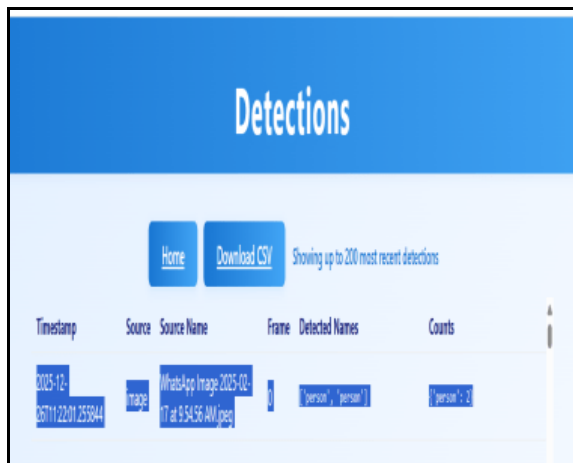 Detections
Home Download CSV Showing up to 200 most recent detections
Timestamp Source Source Name Frame Detected Names Counts
2025-12- image WhatsApp Image 2025-02- 0 ['person', 'person'] {'person': 2}
26T11:22:01.255844 17 at 9.54.56 AM.jpeg